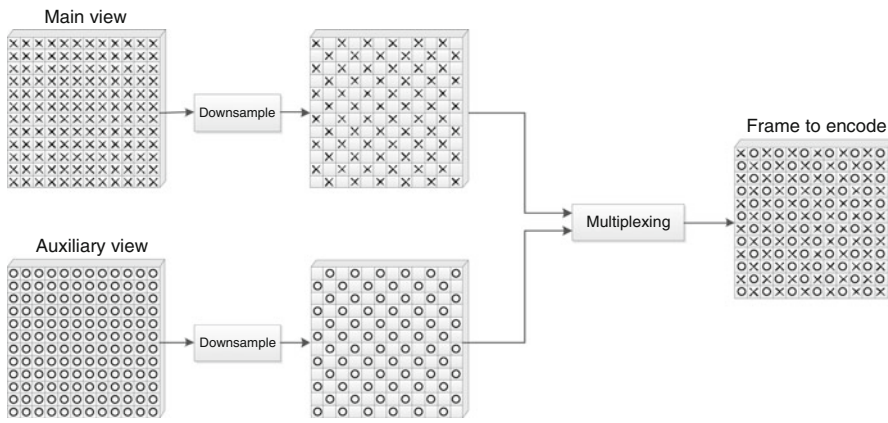 Main view
Downsample
Frame to encode
Multiplexing
Auxiliary view
Downsample